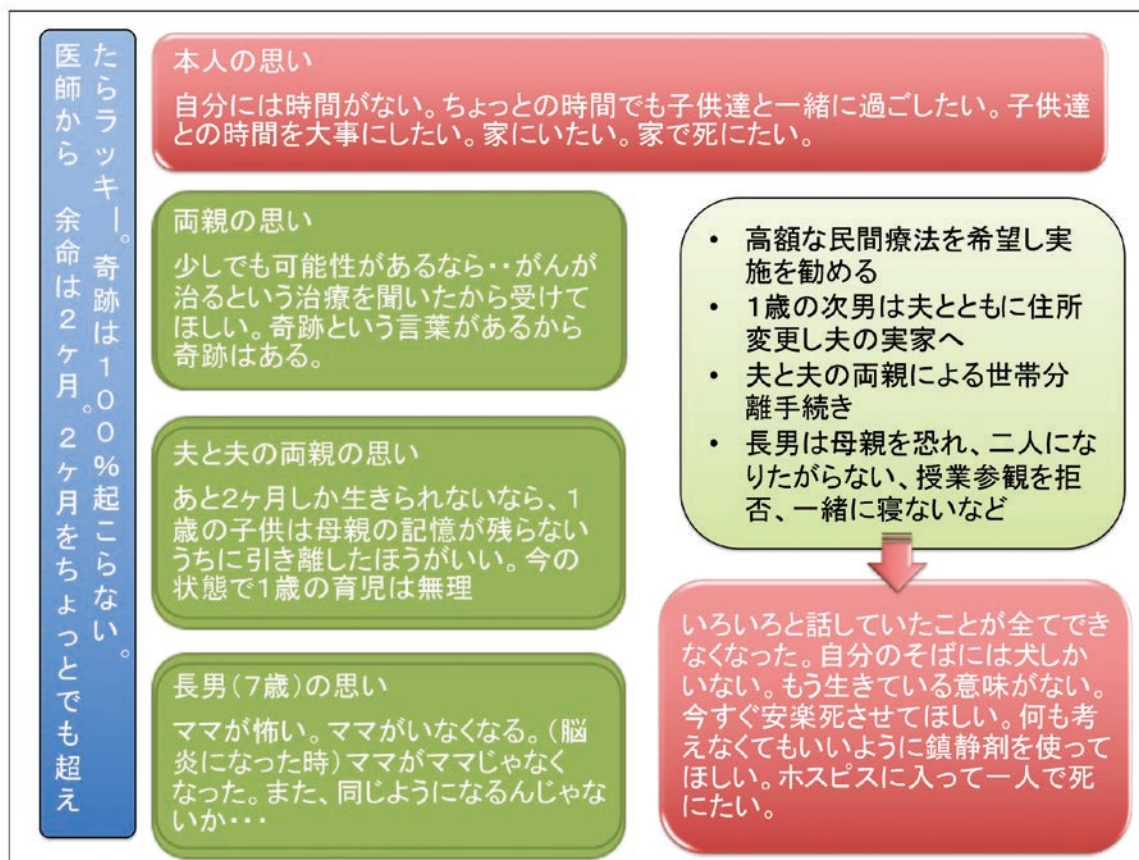 医師から 余命は2ヶ月。2ヶ月をちょっとでも超え
たらラッキー。奇跡は100%起こらない。
本人の思い
自分には時間がない。ちょっとの時間でも子供達と一緒に過ごしたい。子供達
との時間を大事にしたい。家にいたい。家で死にたい。
両親の思い
少しでも可能性があるなら・・がんが
治るという治療を聞いたから受けて
ほしい。奇跡という言葉があるから
奇跡はある。
夫と夫の両親の思い
あと2ヶ月しか生きられないなら、1
歳の子供は母親の記憶が残らない
うちに引き離したほうがいい。今の
状態で1歳の育児は無理
長男(7歳)の思い
ママが怖い。ママがいなくなる。(脳
炎になった時)ママがママじゃなく
なった。また、同じようになるんじゃな
いか・・・
• 高額な民間療法を希望し実
施を勧める
• 1歳の次男は夫とともに住所
変更し夫の実家へ
• 夫と夫の両親による世帯分
離手続き
• 長男は母親を恐れ、二人にな
りたがらない、授業参観を拒
否、一緒に寝ないなど
いろいろと話していたことが全てでき
なくなった。自分のそばには犬しか
いない。もう生きている意味がない。
今すぐ安楽死させてほしい。何も考
えなくてもいいように鎮静剤を使って
ほしい。ホスピスに入って一人で死
にたい。